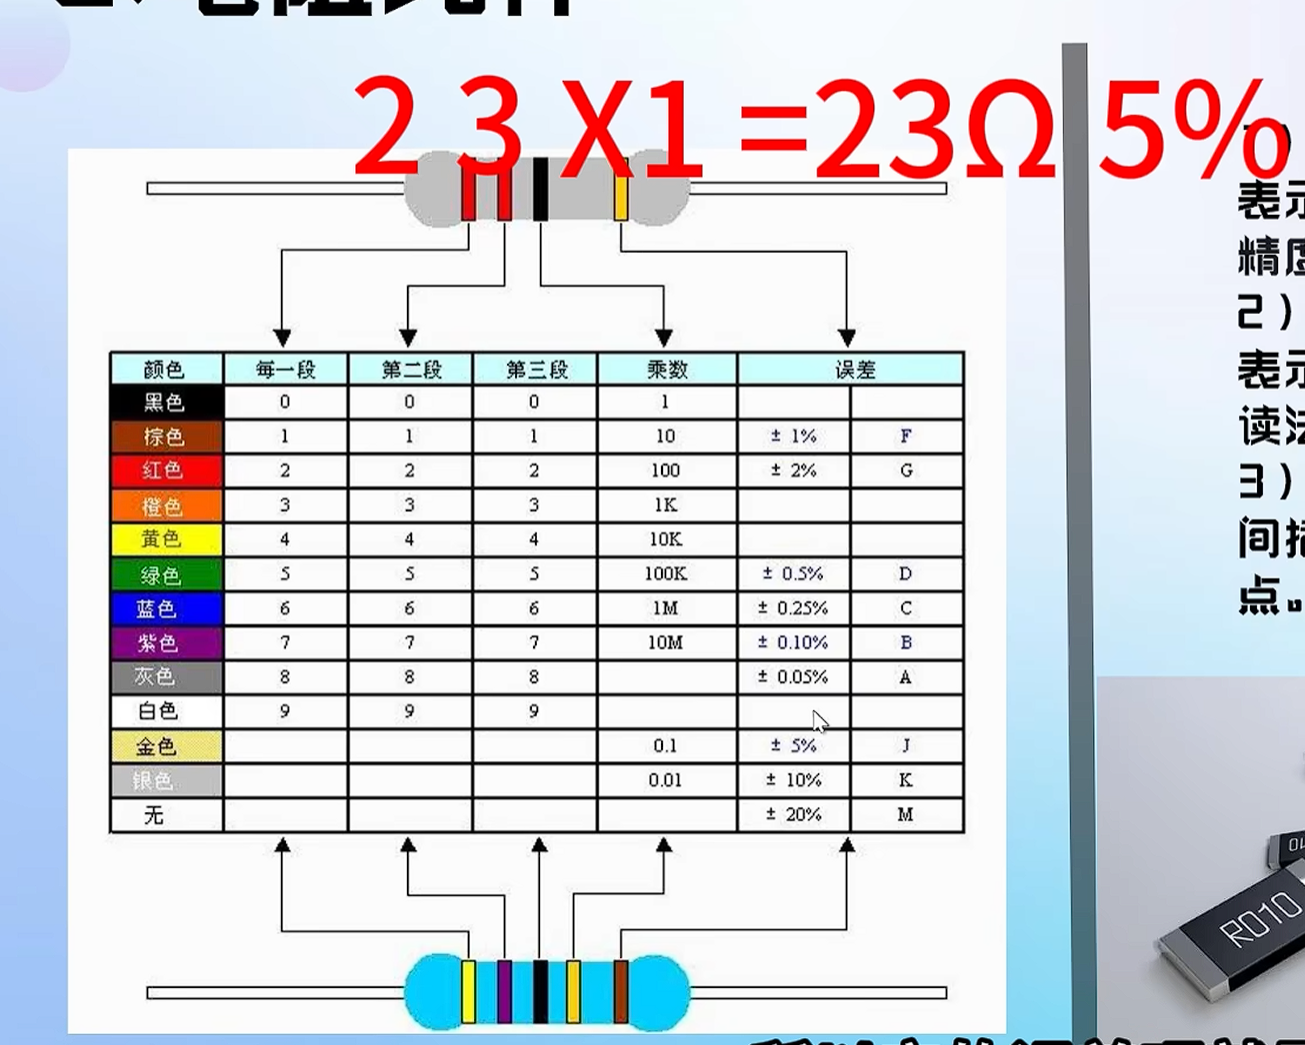 2 3 X1 =23Ω 5%
表示
精度
2）
表示
读法
3）
间插
点。
颜色 每一段 第二段 第三段 乘数 误差
黑色 0 0 0 1
棕色 1 1 1 10 ± 1% F
红色 2 2 2 100 ± 2% G
橙色 3 3 3 1K
黄色 4 4 4 10K
绿色 5 5 5 100K ± 0.5% D
蓝色 6 6 6 1M ± 0.25% C
紫色 7 7 7 10M ± 0.10% B
灰色 8 8 8 ± 0.05% A
白色 9 9 9
金色 0.1 ± 5% J
银色 0.01 ± 10% K
无 ± 20% M
R010